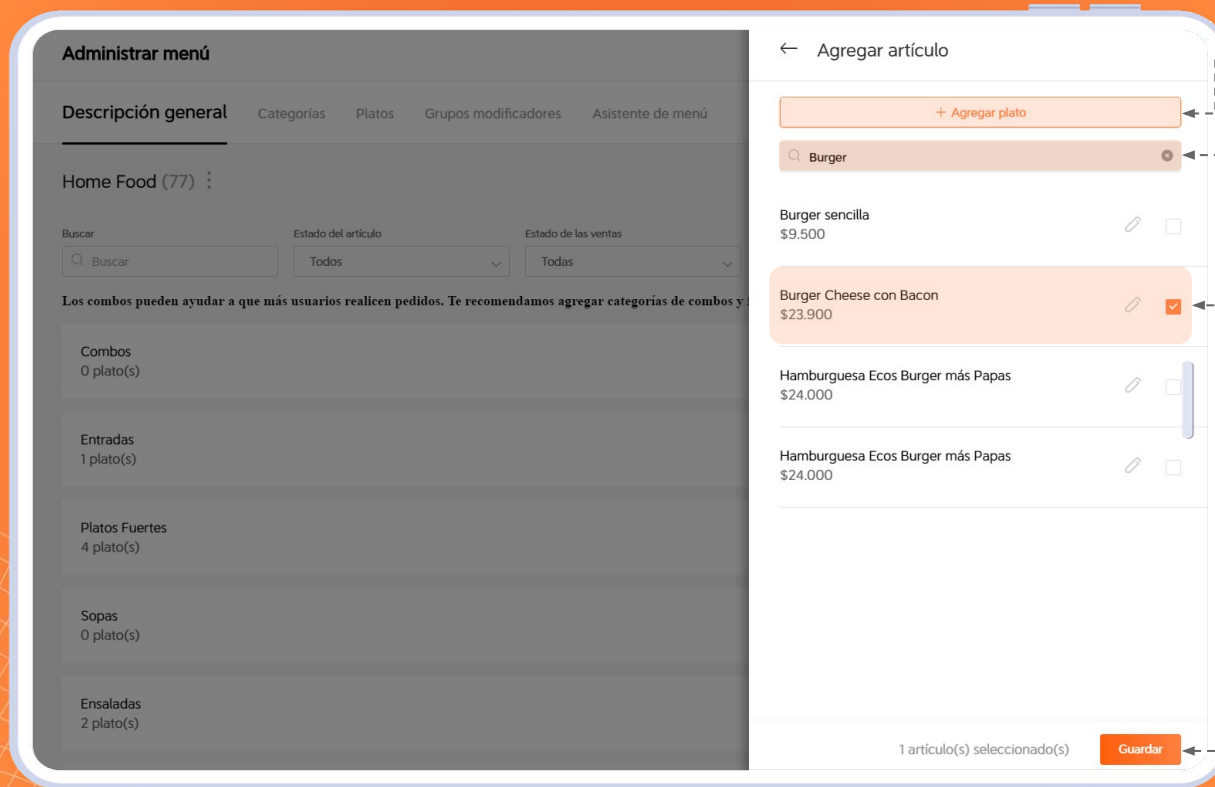 Administrar menú
Descripción general
Categorías
Platos
Grupos modificadores
Asistente de menú
Home Food (77)
Buscar
Estado del artículo
Estado de las ventas
Buscar
Todos
Todas
Los combos pueden ayudar a que más usuarios realicen pedidos. Te recomendamos agregar categorías de combos y
Combos
0 plato(s)
Entradas
1 plato(s)
Platos Fuertes
4 plato(s)
Sopas
0 plato(s)
Ensaladas
2 plato(s)
Agregar artículo
+ Agregar plato
Burger
Burger sencilla
$9.500
Burger Cheese con Bacon
$23.900
Hamburguesa Ecos Burger más Papas
$24.000
Hamburguesa Ecos Burger más Papas
$24.000
1 artículo(s) seleccionado(s)
Guardar